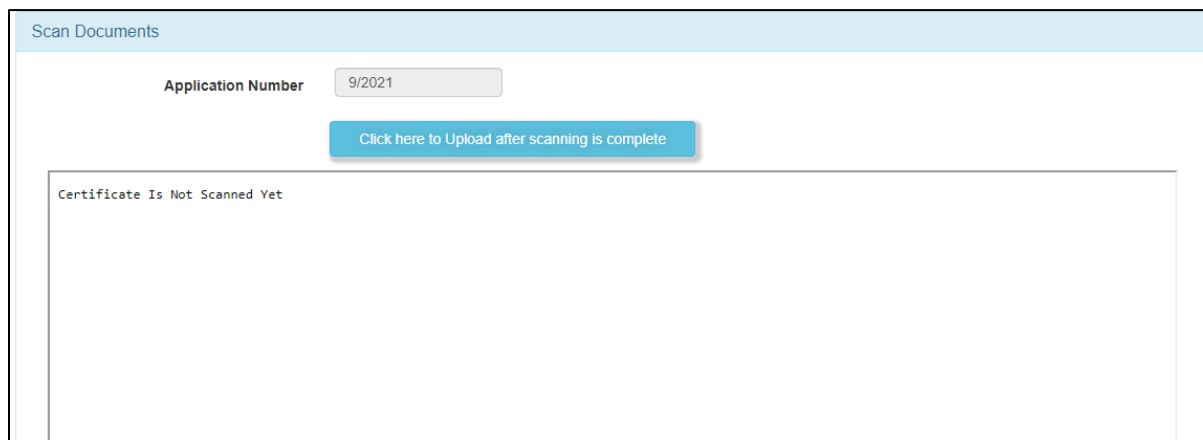 Scan Documents
Application Number 9/2021
Click here to Upload after scanning is complete
Certificate Is Not Scanned Yet